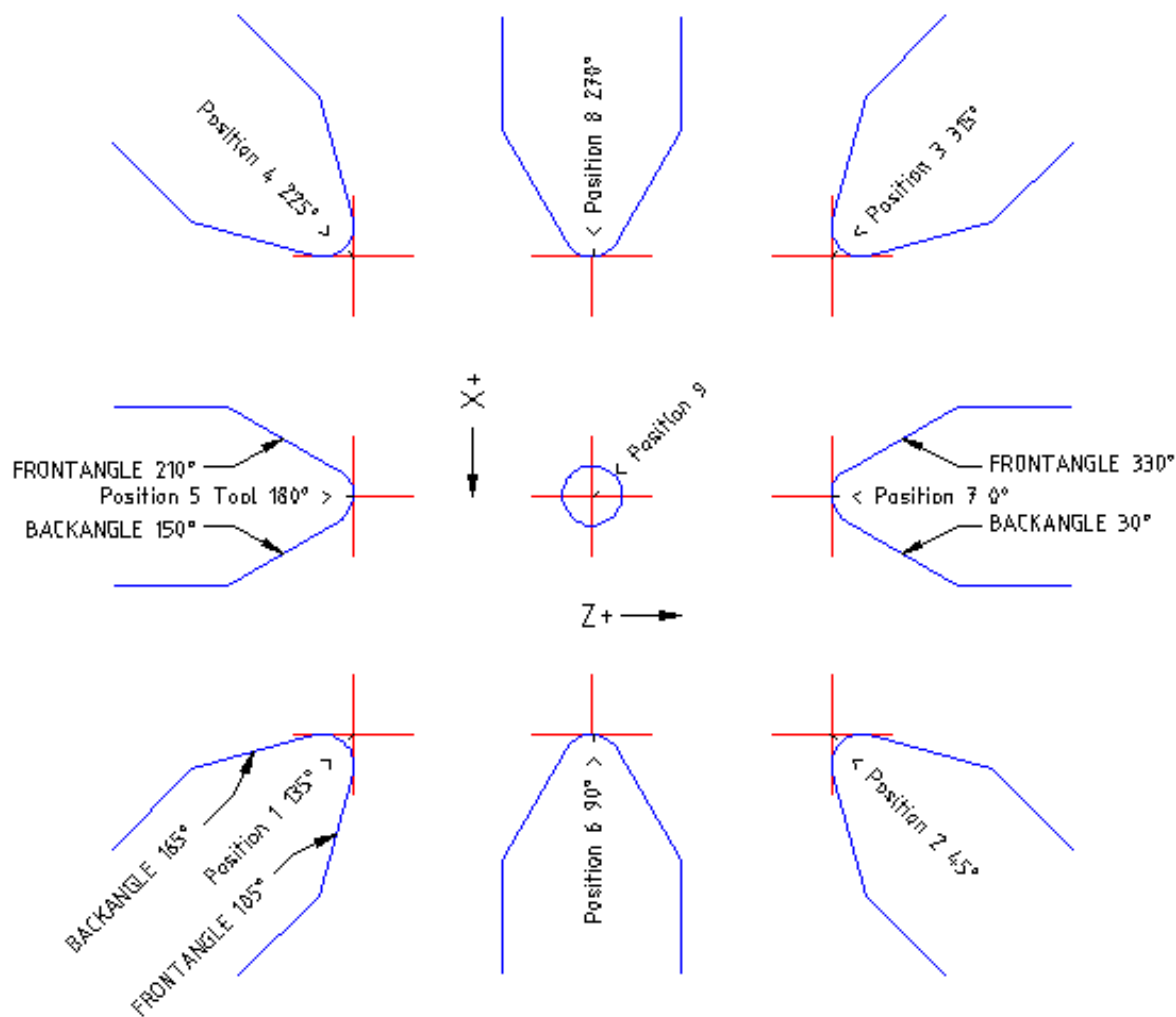 Position 4 225°
Position 8 270°
Position 3 315°
X+
Position 9
FRONTANGLE 210°
Position 5 Tool 180°
BACKANGLE 150°
FRONTANGLE 330°
Position 7 0°
BACKANGLE 30°
Z+
BACKANGLE 165°
Position 1 135°
FRONTANGLE 105°
Position 6 90°
Position 2 45°